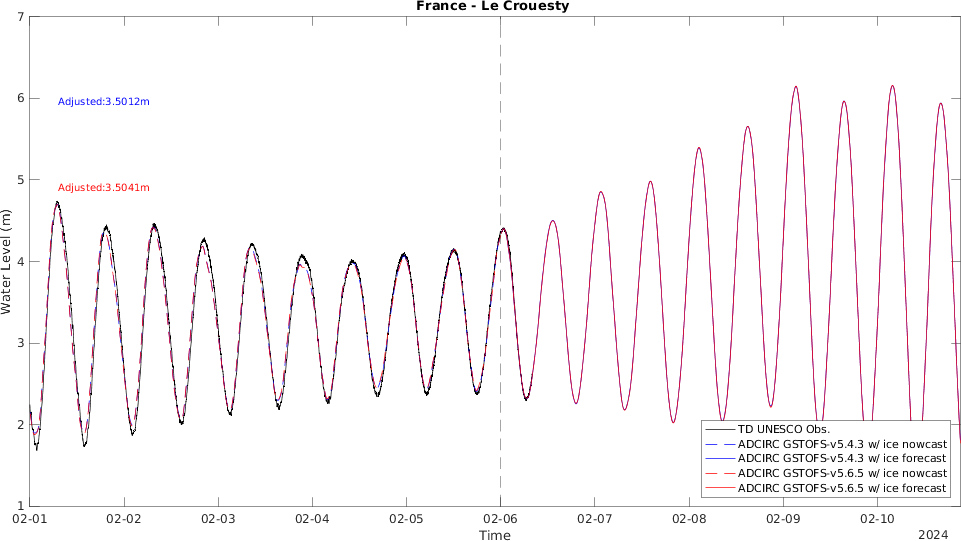 France - Le Crouesty
7
6
5
4
3
2
1
Water Level (m)
Adjusted:3.5012m
Adjusted:3.5041m
TD UNESCO Obs.
ADCIRC GSTOFS-v5.4.3 w/ ice nowcast
ADCIRC GSTOFS-v5.4.3 w/ ice forecast
ADCIRC GSTOFS-v5.6.5 w/ ice nowcast
ADCIRC GSTOFS-v5.6.5 w/ ice forecast
02-01 02-02 02-03 02-04 02-05 02-06 02-07 02-08 02-09 02-10
Time
2024